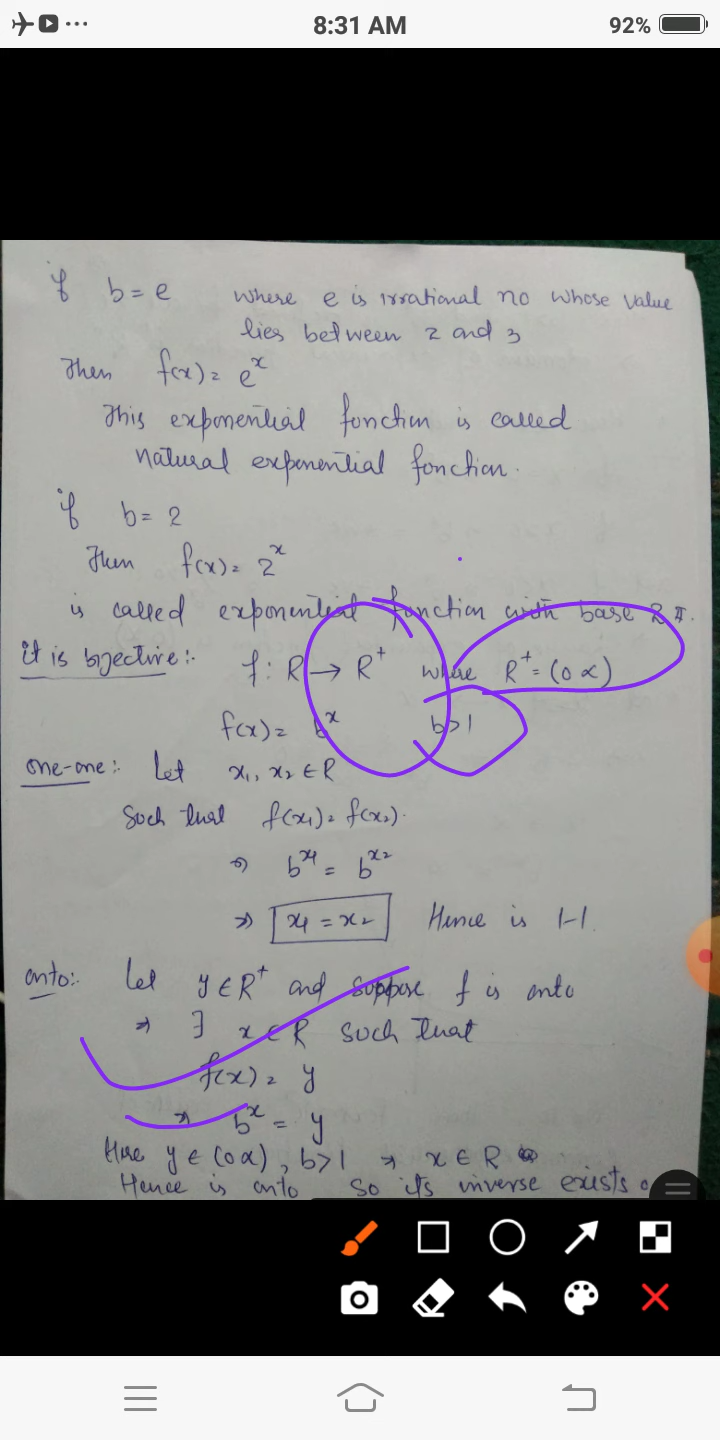 8:31 AM
92%
if b = e where e is irrational no whose value
lies between 2 and 3
Then f(x) = e^x
This exponential function is called
natural exponential function.
if b = 2
Then f(x) = 2^x
is called exponential function with base 2
it is bjective:- f: R → R^+ where R^+ = (0 ∝)
f(x) = b^x b>1
one-one:- Let x₁, x₂ ∈ R
Such that f(x₁) = f(x₂).
⇒ b^x₁ = b^x₂
⇒ x₁ = x₂ Hence is 1-1
onto:- Let y ∈ R^+ and suppose f is onto
⇒ ∃ x ∈ R such that
f(x) = y
⇒ b^x = y
Here y ∈ (0 ∝), b>1 ⇒ x ∈ R
Hence is onto so its inverse exists